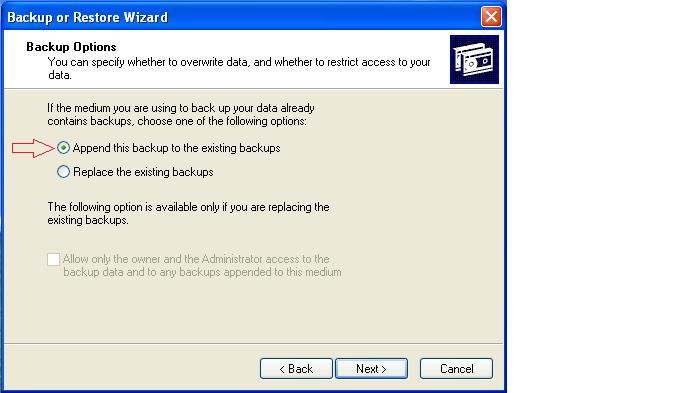 Backup or Restore Wizard
Backup Options
You can specify whether to overwrite data, and whether to restrict access to your
data.
If the medium you are using to back up your data already
contains backups, choose one of the following options:
Append this backup to the existing backups
Replace the existing backups
The following option is available only if you are replacing the
existing backups.
Allow only the owner and the Administrator access to the
backup data and to any backups appended to this medium
< Back
Next >
Cancel